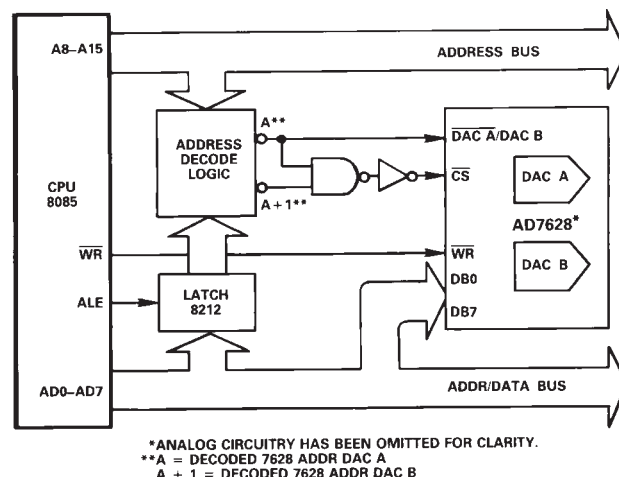 A8–A15
ADDRESS BUS
A**
ADDRESS
DECODE
LOGIC
DAC A/DAC B
CS
DAC A
CPU
8085
A+1**
AD7628*
WR
WR
DAC B
DB0
ALE
LATCH
8212
DB7
AD0–AD7
ADDR/DATA BUS
*ANALOG CIRCUITRY HAS BEEN OMITTED FOR CLARITY.
**A = DECODED 7628 ADDR DAC A
A + 1 = DECODED 7628 ADDR DAC B